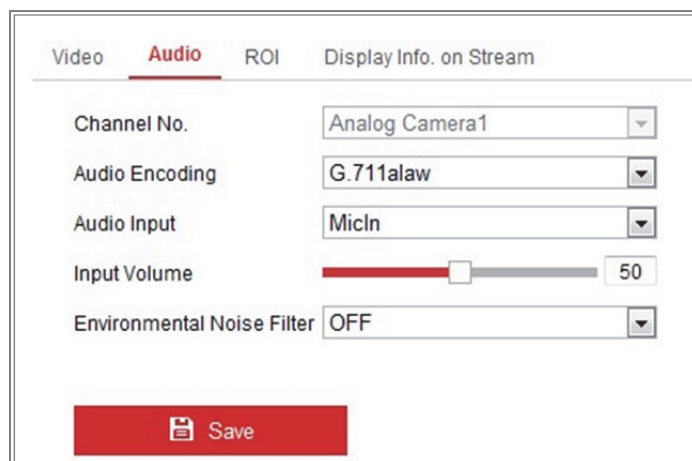 Video Audio ROI Display Info. on Stream
Channel No. Analog Camera1
Audio Encoding G.711alaw
Audio Input MicIn
Input Volume 50
Environmental Noise Filter OFF
Save